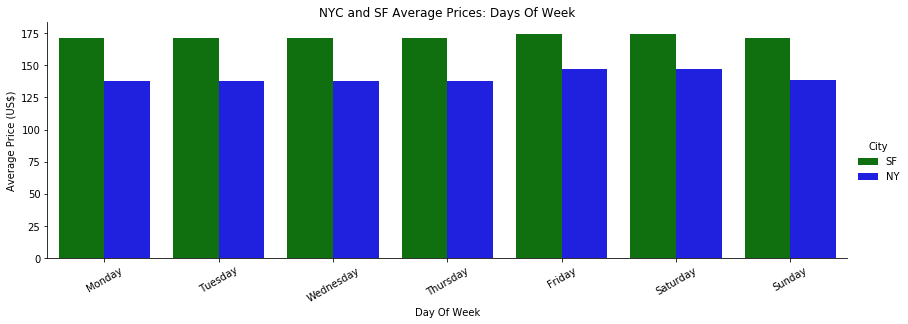 NYC and SF Average Prices: Days Of Week
Average Price (US$)
175
150
125
100
75
50
25
0
Monday
Tuesday
Wednesday
Thursday
Friday
Saturday
Sunday
Day Of Week
City
SF
NY